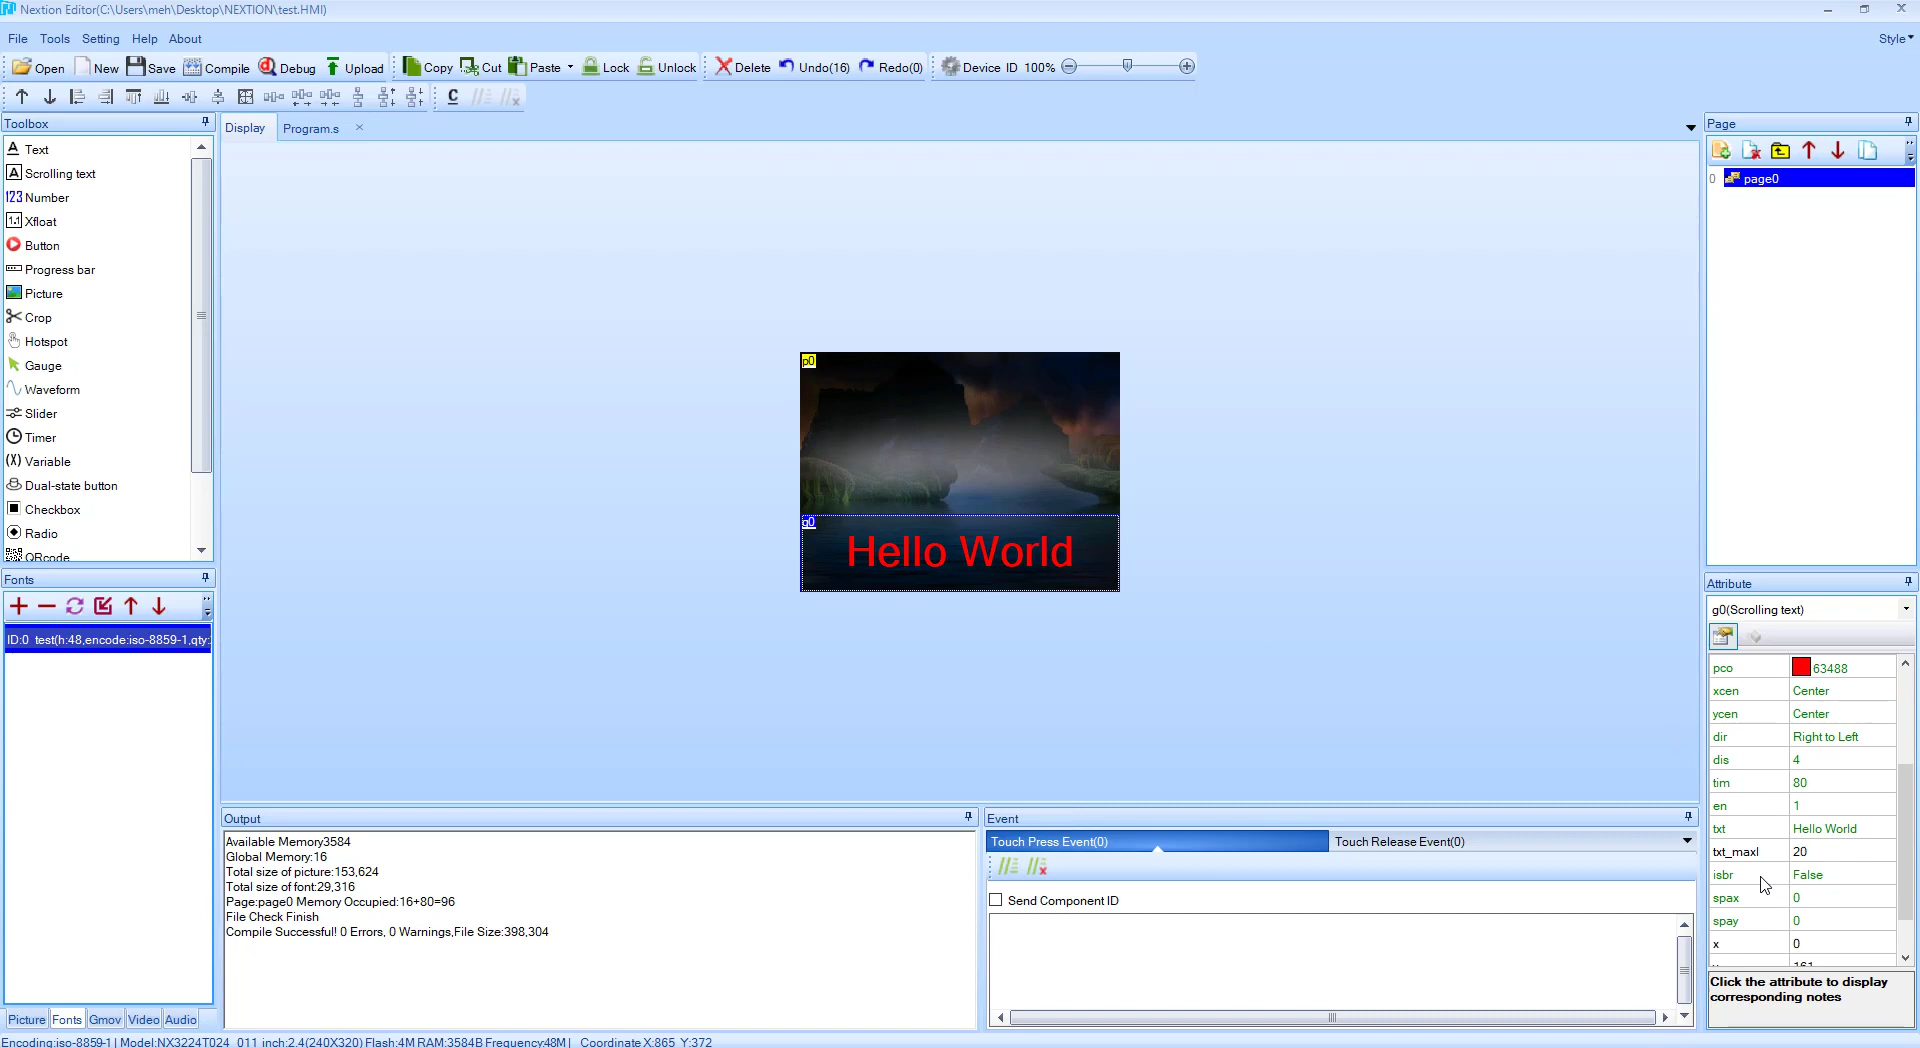 Nextion Editor(C:\Users\meh\Desktop\NEXTION\test.HMI)
File Tools Setting Help About Style
Open New Save Compile Debug Upload Copy Cut Paste Lock Unlock Delete Undo(16) Redo(0) Device ID 100%
Toolbox
Text
Scrolling text
Number
Xfloat
Button
Progress bar
Picture
Crop
Hotspot
Gauge
Waveform
Slider
Timer
Variable
Dual-state button
Checkbox
Radio
QRcode
Fonts
ID:0 test(h:48,encode:iso-8859-1,qty:
Picture Fonts Gmov Video Audio
Display Program.s
p0
g0
Hello World
Output
Available Memory3584
Global Memory:16
Total size of picture:153,624
Total size of font:29,316
Page:page0 Memory Occupied:16+80=96
File Check Finish
Compile Successful! 0 Errors, 0 Warnings,File Size:398,304
Event
Touch Press Event(0) Touch Release Event(0)
Send Component ID
Page
0 page0
Attribute
g0(Scrolling text)
pco 63488
xcen Center
ycen Center
dir Right to Left
dis 4
tim 80
en 1
txt Hello World
txt_maxl 20
isbr False
spax 0
spay 0
x 0
Click the attribute to display
corresponding notes
Encoding:iso-8859-1 | Model:NX3224T024_011 inch:2.4(240X320) Flash:4M RAM:3584B Frequency:48M | Coordinate X:865 Y:372